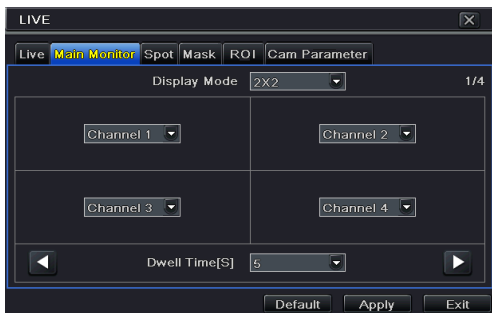 LIVE
Live Main Monitor Spot Mask ROI Cam Parameter
Display Mode 2X2 1/4
Channel 1 Channel 2
Channel 3 Channel 4
Dwell Time[S] 5
Default Apply Exit